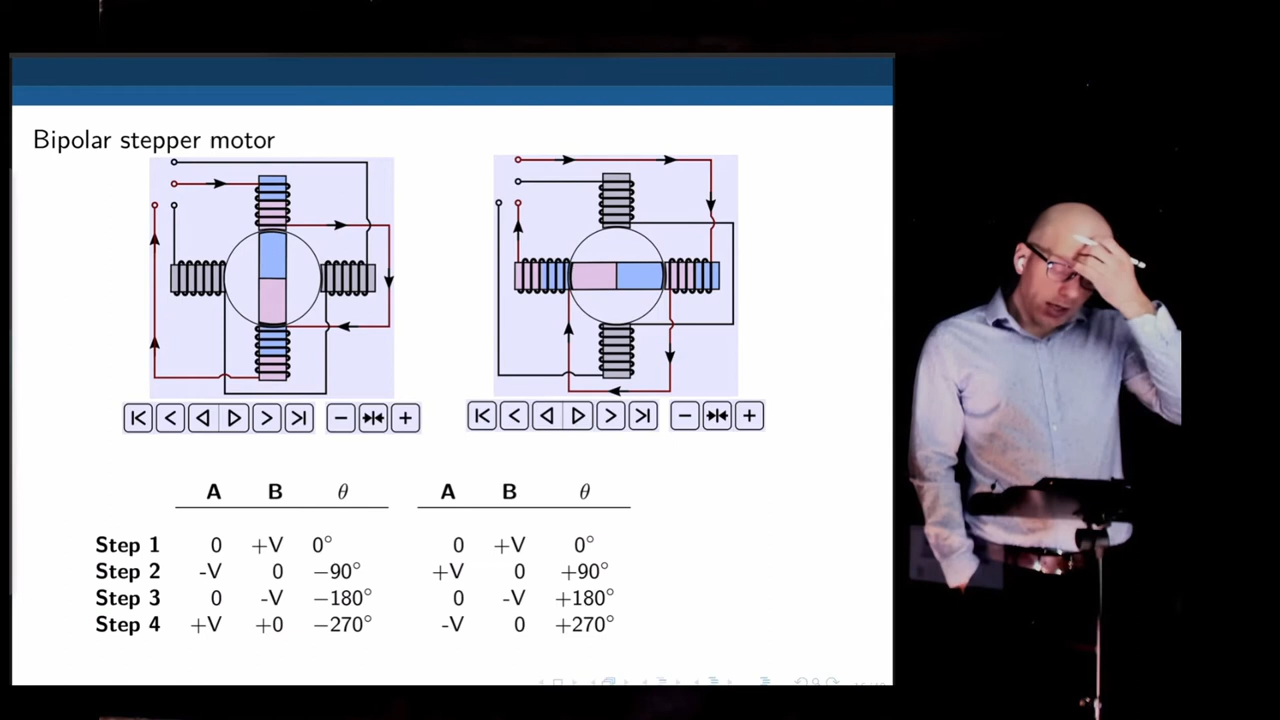 Bipolar stepper motor
A B θ A B θ
Step 1 0 +V 0° 0 +V 0°
Step 2 -V 0 −90° +V 0 +90°
Step 3 0 -V −180° 0 -V +180°
Step 4 +V +0 −270° -V 0 +270°